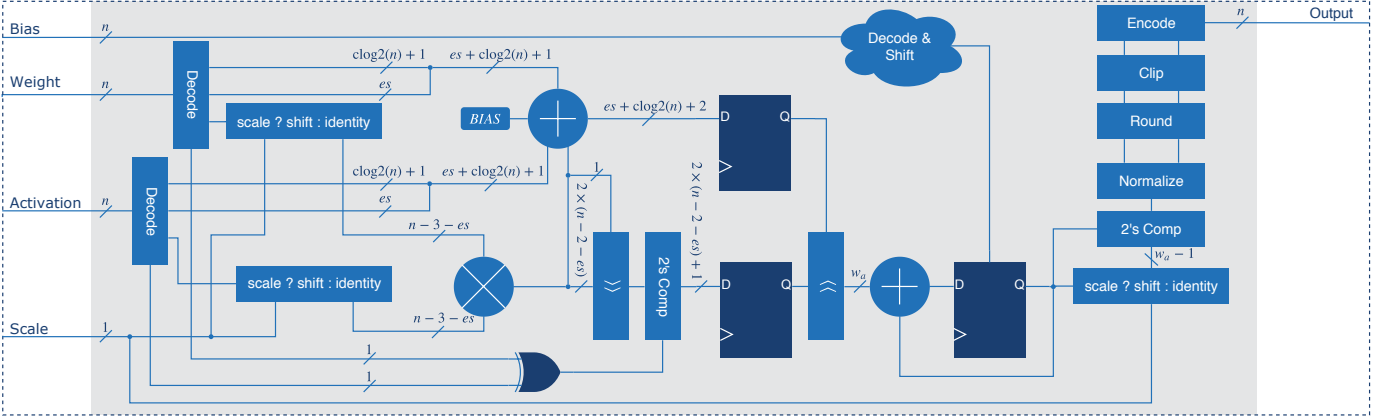 Bias
n
Weight
n
Activation
n
Scale
1
Decode
Decode
clog2(n) + 1
es + clog2(n) + 1
es
scale ? shift : identity
clog2(n) + 1
es + clog2(n) + 1
es
n − 3 − es
scale ? shift : identity
n − 3 − es
1
1
BIAS
es + clog2(n) + 2
1
2 × (n − 2 − es)
>>
2's Comp
2 × (n − 2 − es) + 1
D
Q
D
Q
<<
w_a
Decode &
Shift
D
Q
Encode
Clip
Round
Normalize
2's Comp
w_a − 1
scale ? shift : identity
n
Output